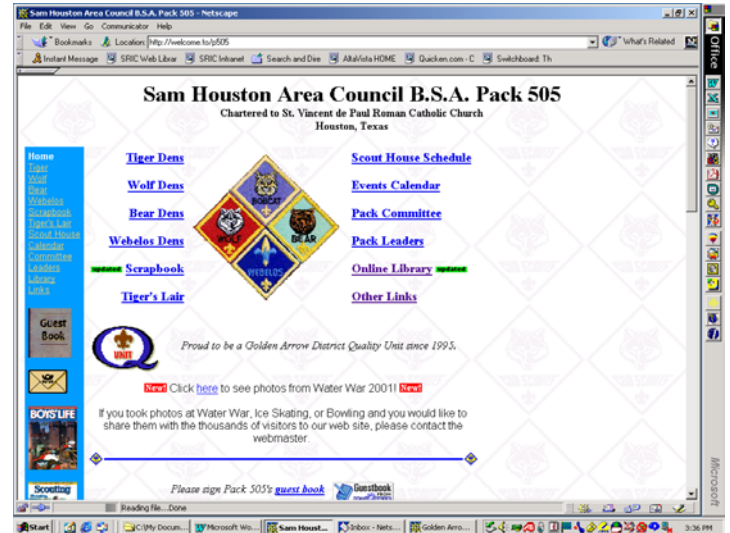 Sam Houston Area Council B.S.A. Pack 505 - Netscape
File Edit View Go Communicator Help
Bookmarks Location: http://welcome.to/p505 What's Related
Instant Message SFIC Web Librar SFIC Intranet Search and Dire AltaVista HOME Quicken.com - C Switchboard: Th
Office
Sam Houston Area Council B.S.A. Pack 505
Chartered to St. Vincent de Paul Roman Catholic Church
Houston, Texas
Home
Tiger
Wolf
Bear
Webelos
Scrapbook
Tiger's Lair
Scout House
Calendar
Committee
Leaders
Library
Links
Guest
Book
BOYS' LIFE
Scouting
Tiger Dens
Wolf Dens
Bear Dens
Webelos Dens
updated Scrapbook
Tiger's Lair
BOBCAT
WOLF
BEAR
WEBELOS
Scout House Schedule
Events Calendar
Pack Committee
Pack Leaders
Online Library updated
Other Links
UNIT
Proud to be a Golden Arrow District Quality Unit since 1995.
New! Click here to see photos from Water War 2001! New!
If you took photos at Water War, Ice Skating, or Bowling and you would like to
share them with the thousands of visitors to our web site, please contact the
webmaster.
Please sign Pack 505's guest book Guestbook
Reading file...Done
Microsoft
Start C:\My Docum... Microsoft Wo... Sam Houst... Inbox - Nets... Golden Arro... 3:36 PM